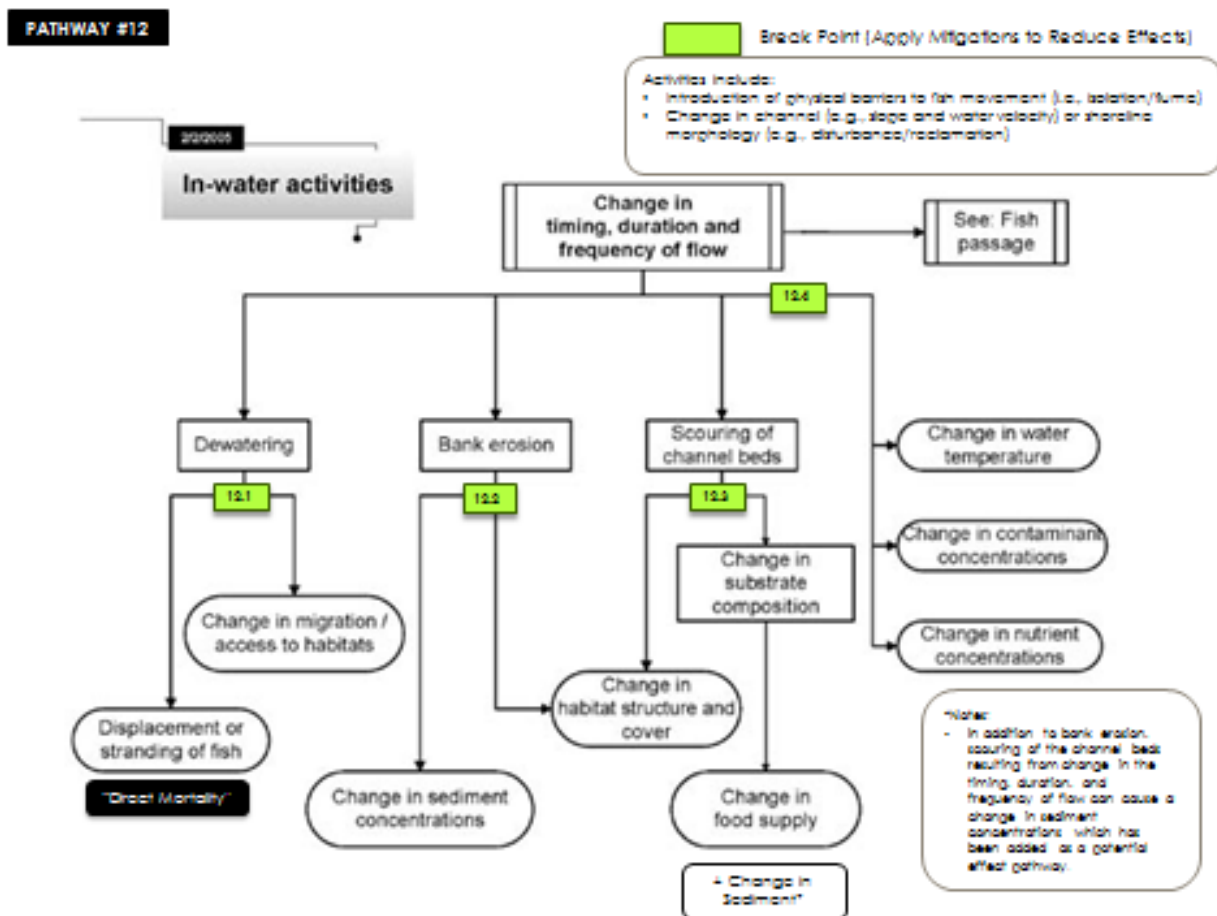 PATHWAY #12
Break Point (Apply Mitigations to Reduce Effects)
Activities include:
• Introduction of physical barriers to fish movement (i.e., isolation/flume)
• Change in channel (e.g., slope and water velocity) or shoreline
morphology (e.g., disturbance/reclamation)
2/2/2005
In-water activities
Change in
timing, duration and
frequency of flow
See: Fish
passage
Dewatering
Bank erosion
Scouring of
channel beds
Change in water
temperature
12.1
12.2
12.3
Change in contaminant
concentrations
Change in
substrate
composition
Change in migration /
access to habitats
Change in nutrient
concentrations
Change in
habitat structure and
cover
Displacement or
stranding of fish
"Direct Mortality"
Change in sediment
concentrations
Change in
food supply
+ Change in
Sediment*
*Notes:
- In addition to bank erosion,
scouring of the channel beds
resulting from change in the
timing, duration, and
frequency of flow can cause a
change in sediment
concentrations which has
been added as a potential
effect pathway.